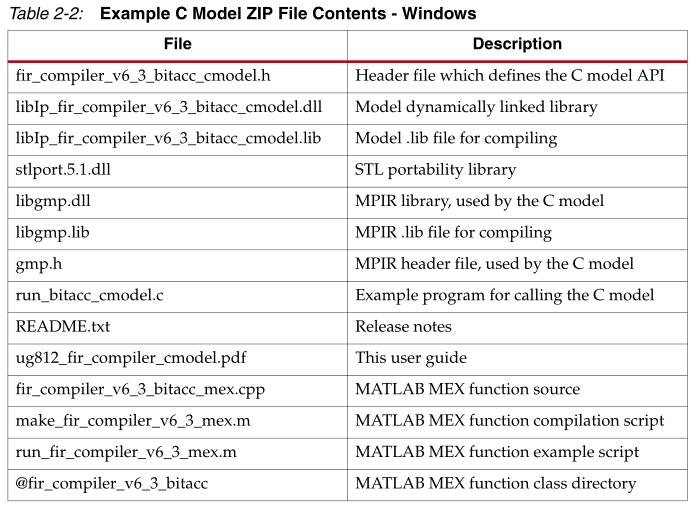 Table 2-2: Example C Model ZIP File Contents - Windows
File Description
fir_compiler_v6_3_bitacc_cmodel.h Header file which defines the C model API
libIp_fir_compiler_v6_3_bitacc_cmodel.dll Model dynamically linked library
libIp_fir_compiler_v6_3_bitacc_cmodel.lib Model .lib file for compiling
stlport.5.1.dll STL portability library
libgmp.dll MPIR library, used by the C model
libgmp.lib MPIR .lib file for compiling
gmp.h MPIR header file, used by the C model
run_bitacc_cmodel.c Example program for calling the C model
README.txt Release notes
ug812_fir_compiler_cmodel.pdf This user guide
fir_compiler_v6_3_bitacc_mex.cpp MATLAB MEX function source
make_fir_compiler_v6_3_mex.m MATLAB MEX function compilation script
run_fir_compiler_v6_3_mex.m MATLAB MEX function example script
@fir_compiler_v6_3_bitacc MATLAB MEX function class directory